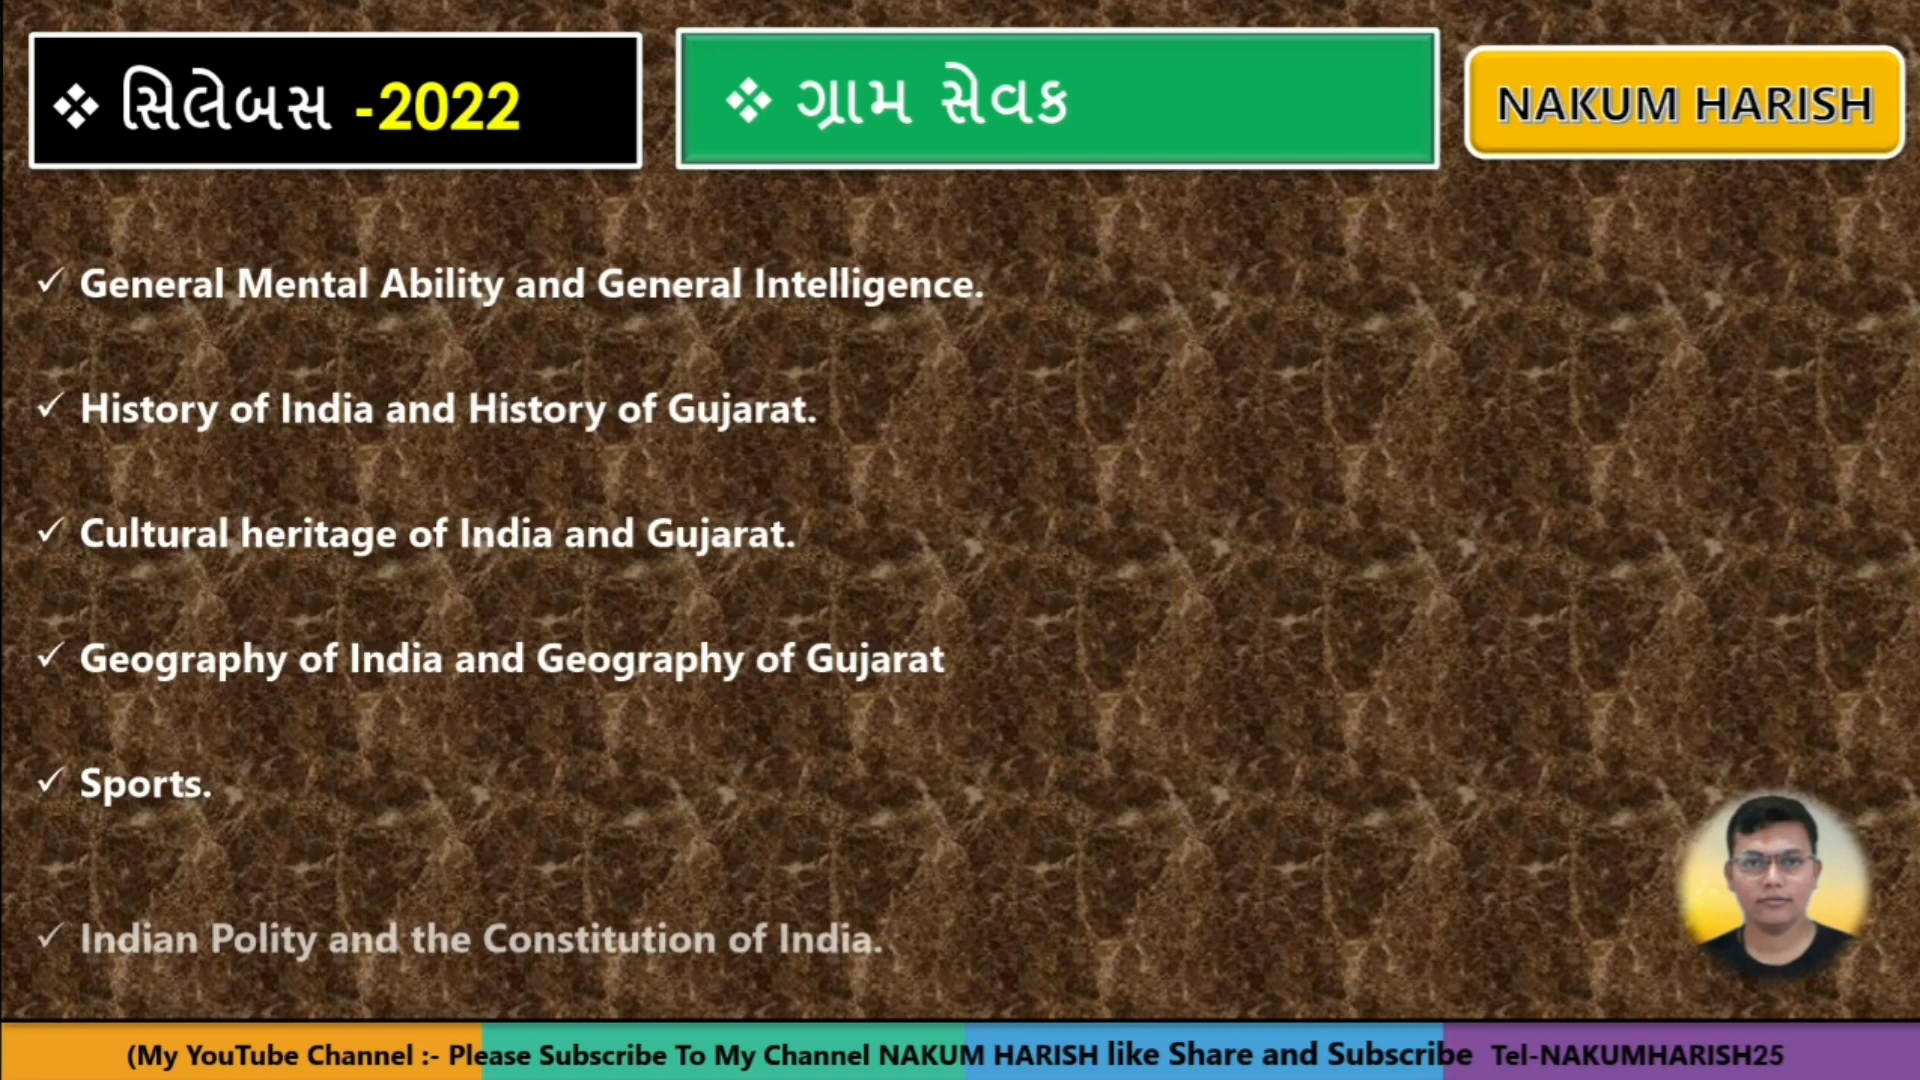 ❖ સિલેબસ -2022
❖ ગ્રામ સેવક
NAKUM HARISH
✓ General Mental Ability and General Intelligence.
✓ History of India and History of Gujarat.
✓ Cultural heritage of India and Gujarat.
✓ Geography of India and Geography of Gujarat
✓ Sports.
✓ Indian Polity and the Constitution of India.
(My YouTube Channel :- Please Subscribe To My Channel NAKUM HARISH like Share and Subscribe Tel-NAKUMHARISH25